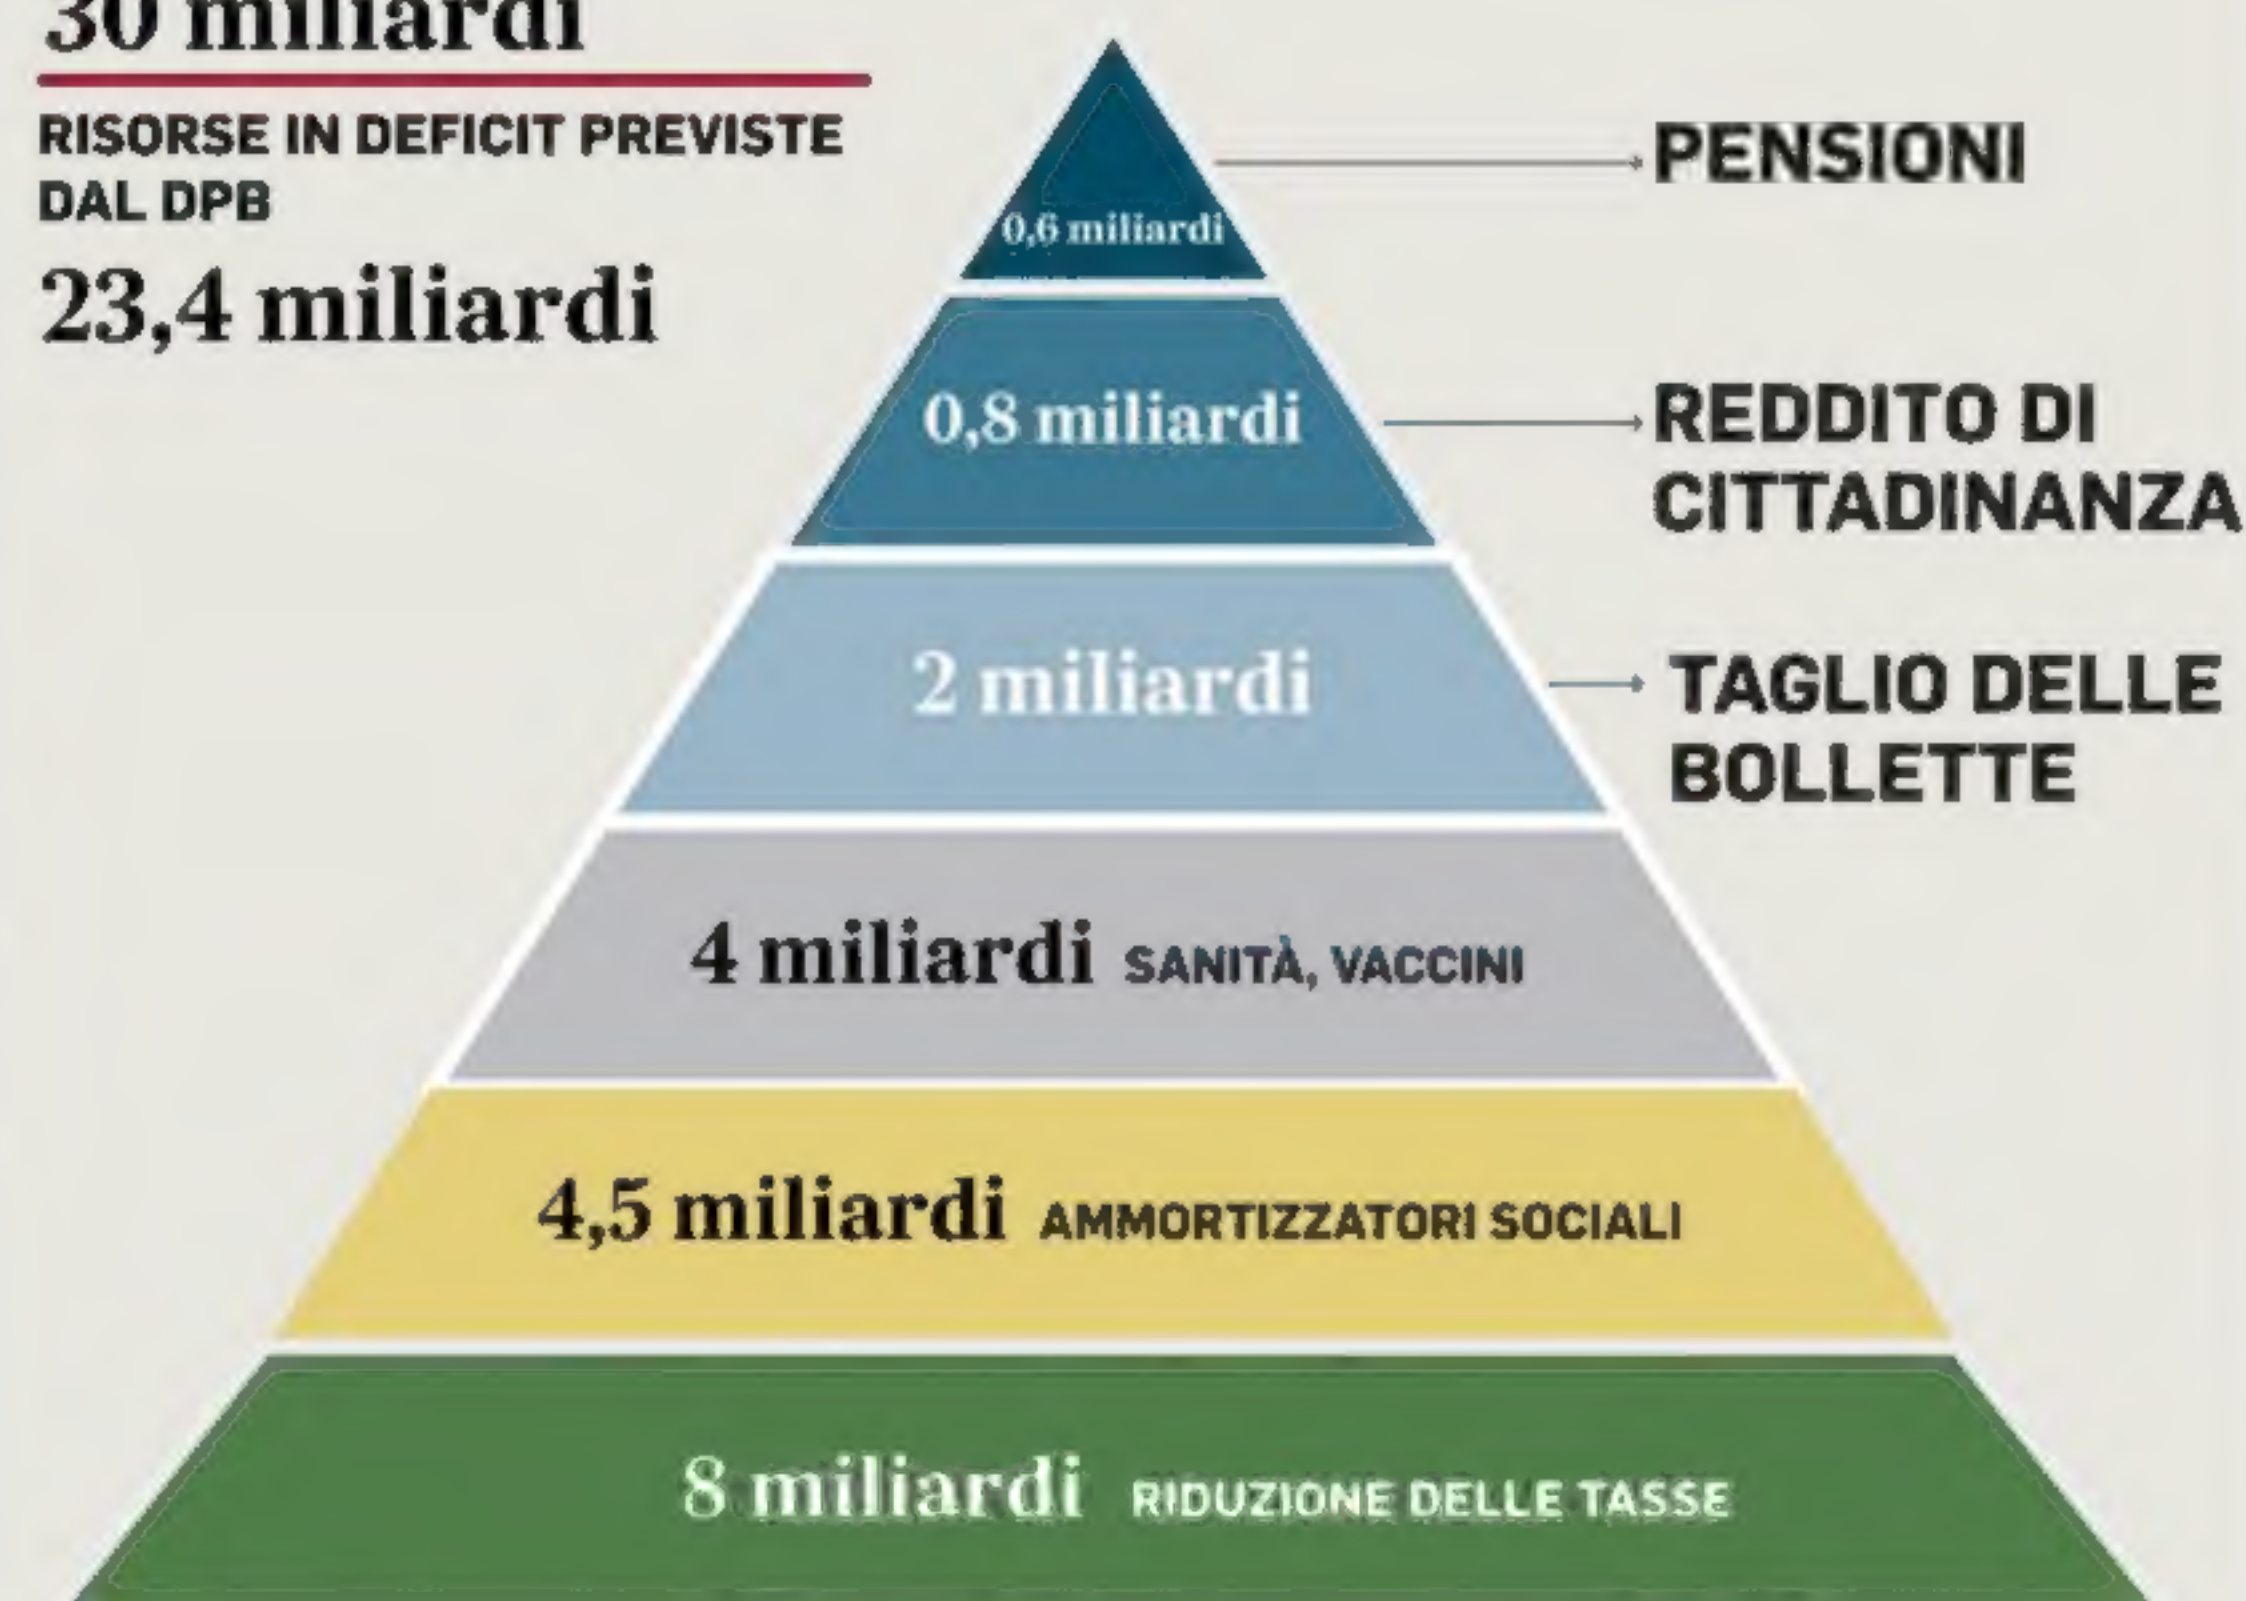 30 miliardi
RISORSE IN DEFICIT PREVISTE
DAL DPB
23,4 miliardi
PENSIONI
0,6 miliardi
0,8 miliardi
REDDITO DI
CITTADINANZA
2 miliardi
TAGLIO DELLE
BOLLETTE
4 miliardi SANITÀ, VACCINI
4,5 miliardi AMMORTIZZATORI SOCIALI
8 miliardi RIDUZIONE DELLE TASSE